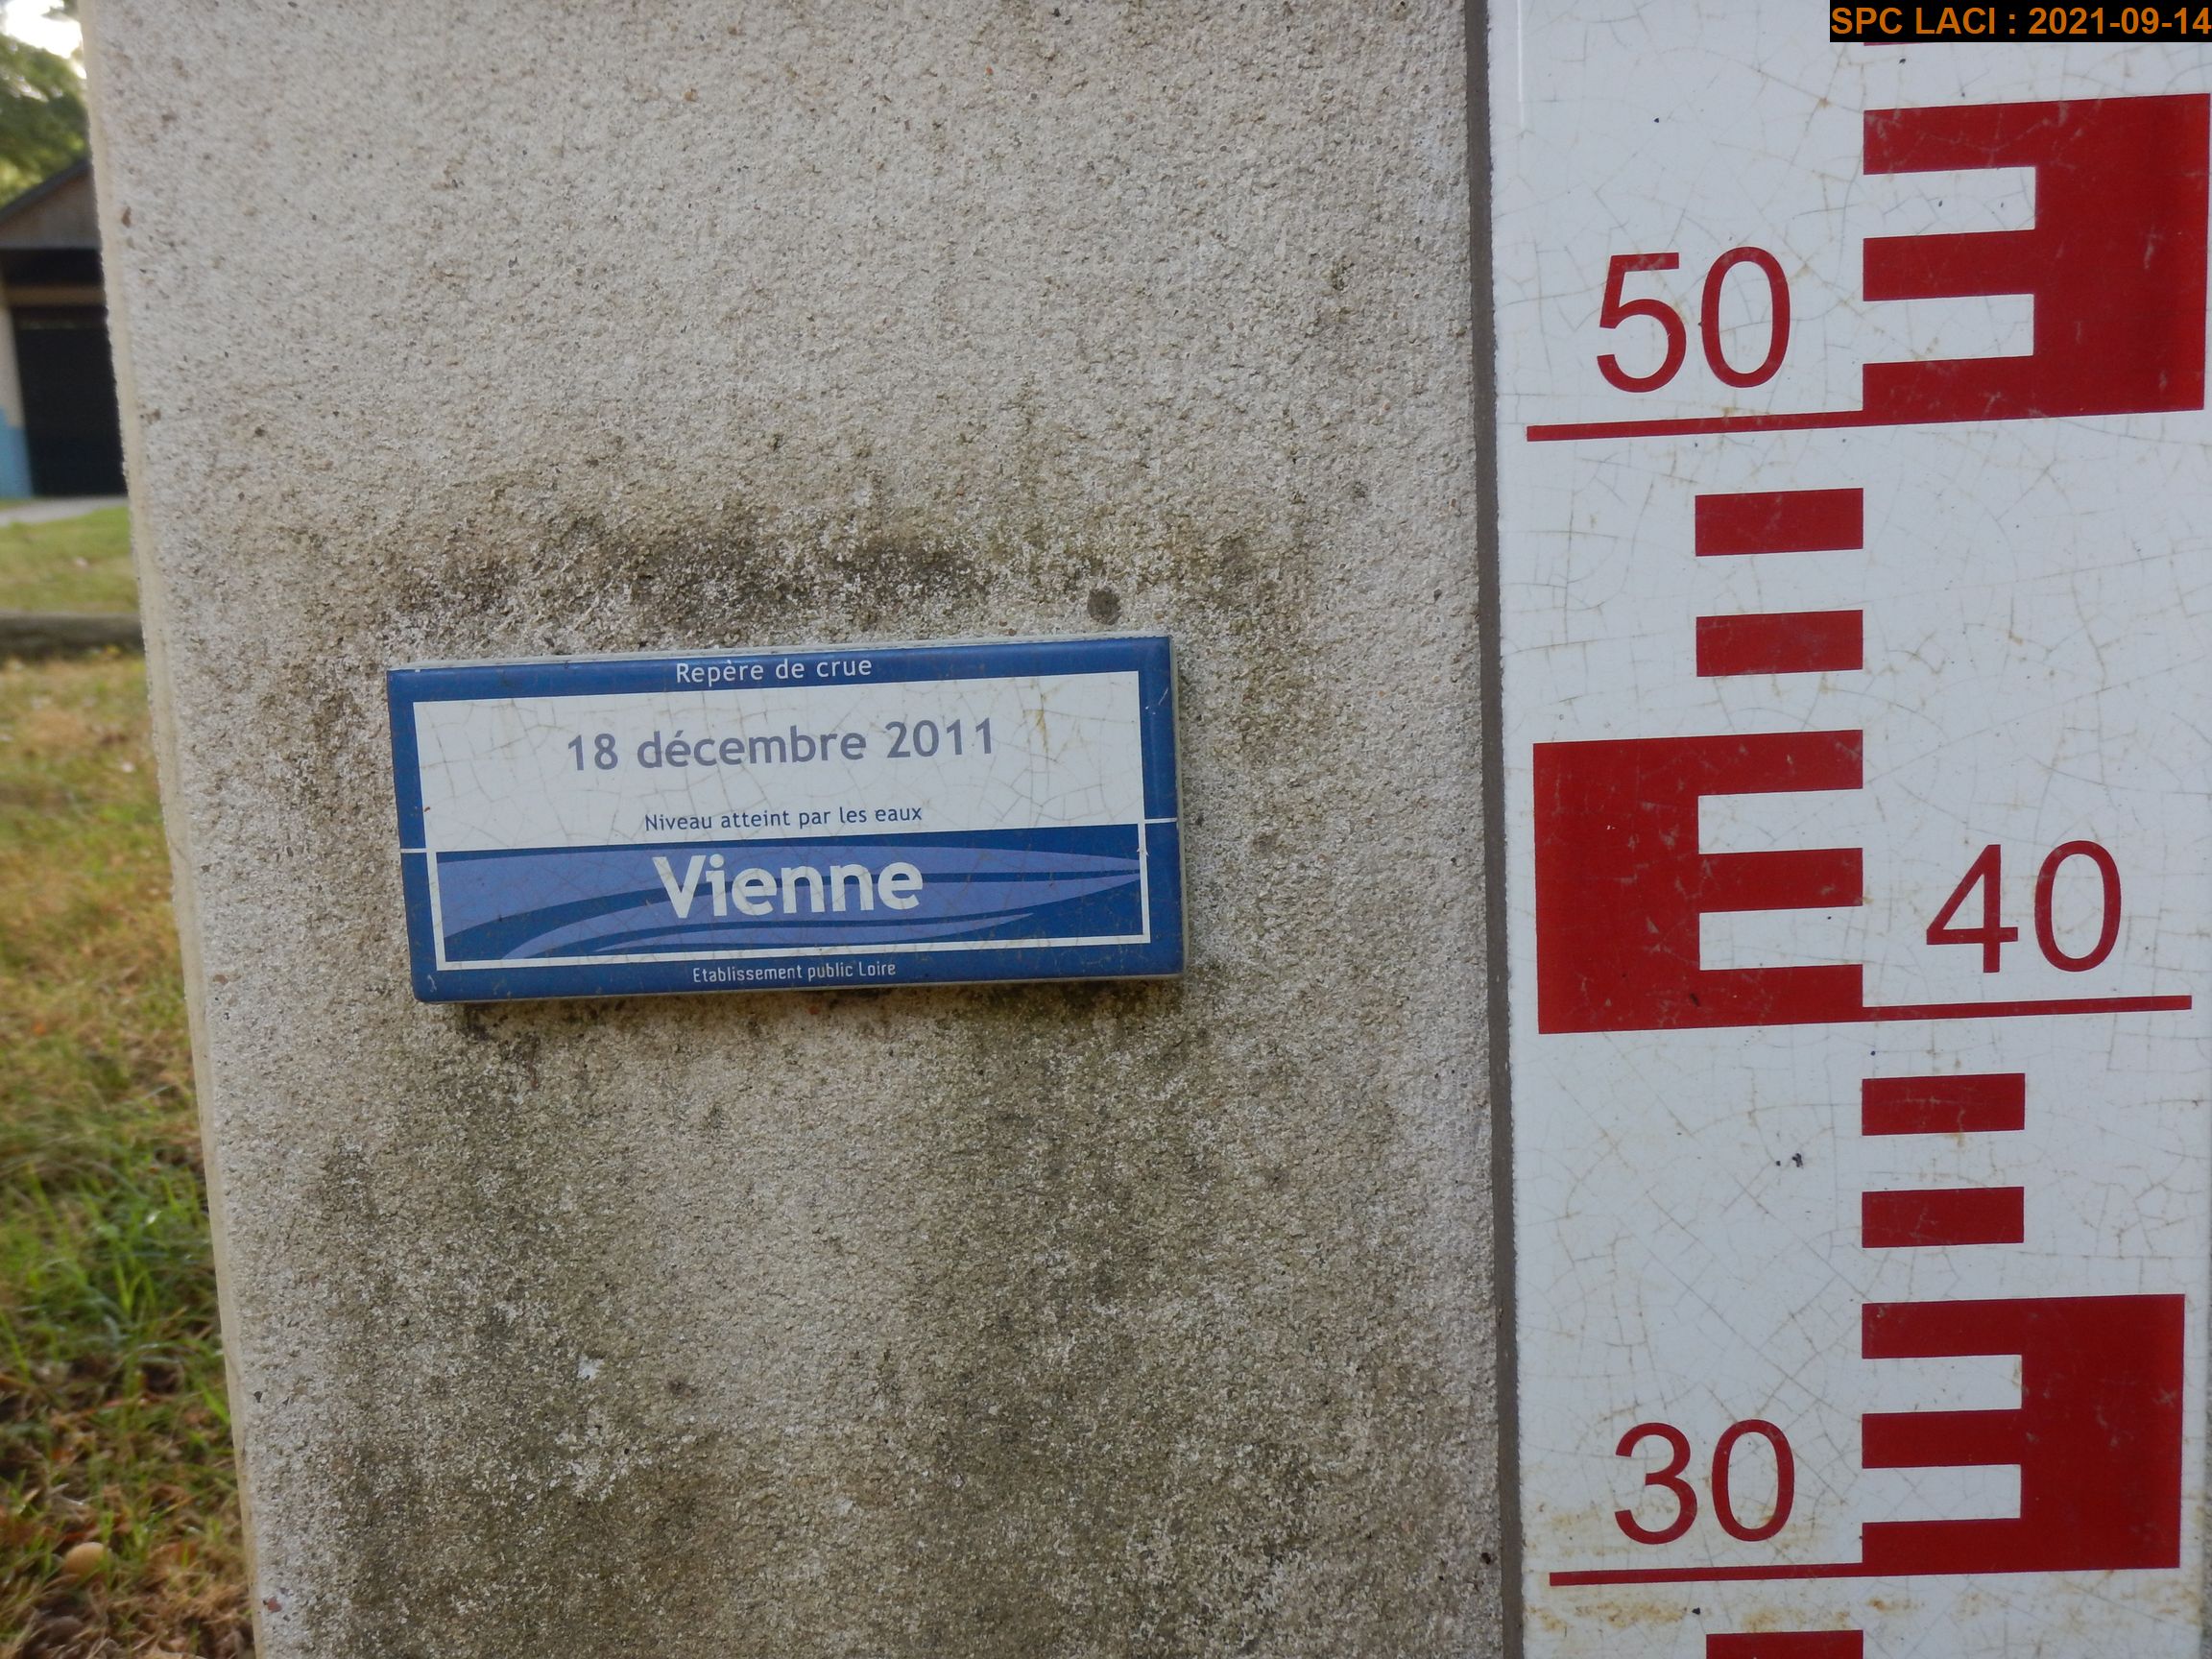 SPC LACI : 2021-09-14
50
Repère de crue
18 décembre 2011
Niveau atteint par les eaux
Vienne
Etablissement public Loire
40
30